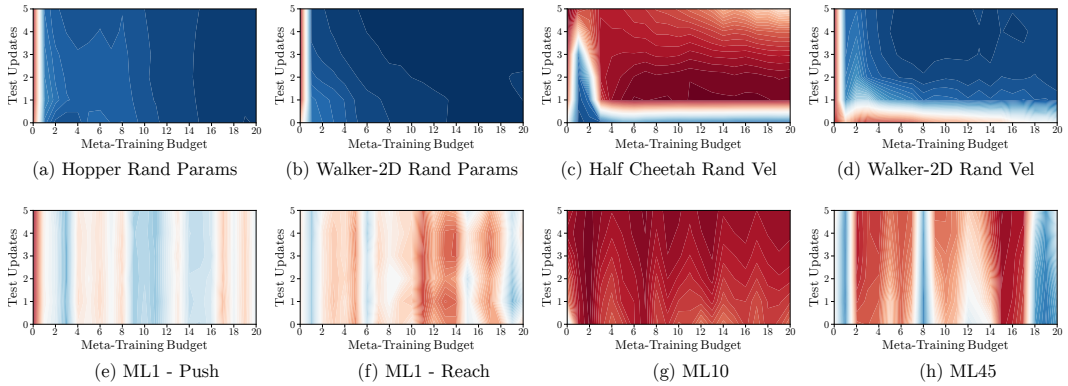 5
4
3
2
1
0
Test Updates
0 2 4 6 8 10 12 14 16 18 20
Meta-Training Budget
(a) Hopper Rand Params
5
4
3
2
1
0
Test Updates
0 2 4 6 8 10 12 14 16 18 20
Meta-Training Budget
(b) Walker-2D Rand Params
5
4
3
2
1
0
Test Updates
0 2 4 6 8 10 12 14 16 18 20
Meta-Training Budget
(c) Half Cheetah Rand Vel
5
4
3
2
1
0
Test Updates
0 2 4 6 8 10 12 14 16 18 20
Meta-Training Budget
(d) Walker-2D Rand Vel
5
4
3
2
1
0
Test Updates
0 2 4 6 8 10 12 14 16 18 20
Meta-Training Budget
(e) ML1 - Push
5
4
3
2
1
0
Test Updates
0 2 4 6 8 10 12 14 16 18 20
Meta-Training Budget
(f) ML1 - Reach
5
4
3
2
1
0
Test Updates
0 2 4 6 8 10 12 14 16 18 20
Meta-Training Budget
(g) ML10
5
4
3
2
1
0
Test Updates
0 2 4 6 8 10 12 14 16 18 20
Meta-Training Budget
(h) ML45